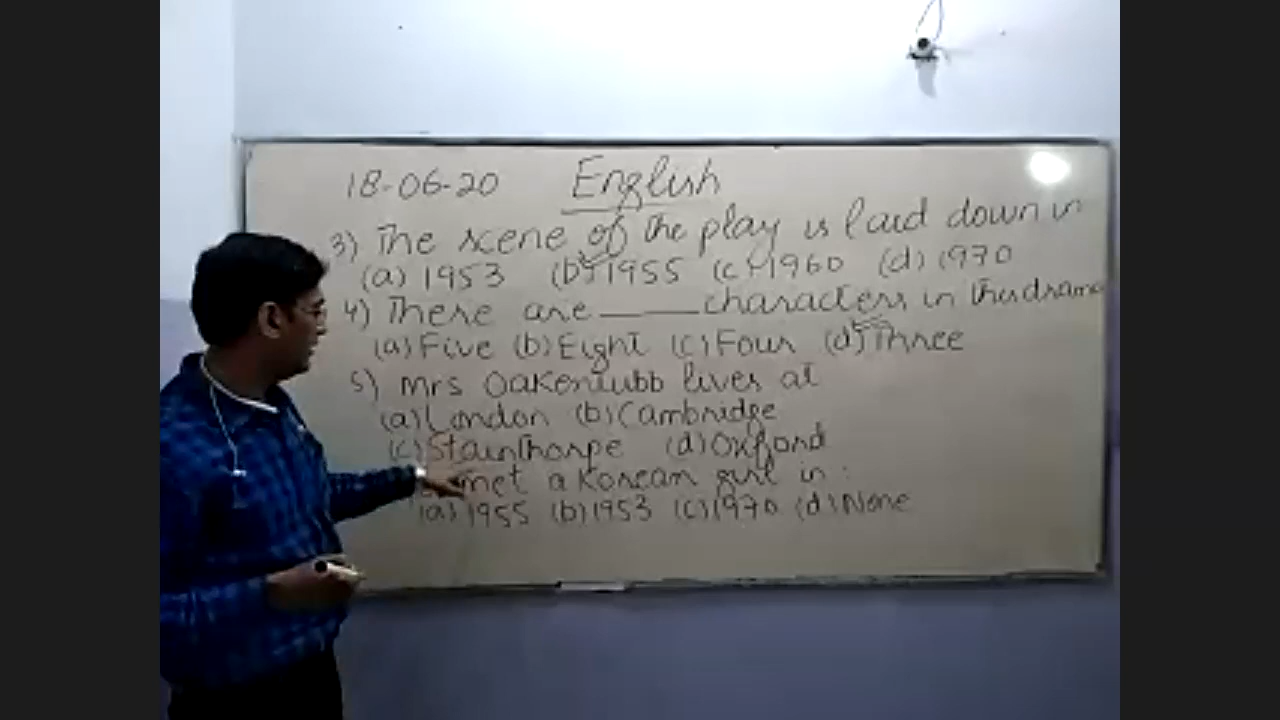 18-06-20 English
3) The scene of the play is laid down in
(a) 1953 (b) 1955 (c) 1960 (d) 1970
4) There are ______ characters in this drama
(a) Five (b) Eight (c) Four (d) Three
5) Mrs Oakentubb lives at
(a) London (b) Cambridge
(c) Stainthorpe (d) Oxford
met a Korean girl in :
(a) 1955 (b) 1953 (c) 1970 (d) None